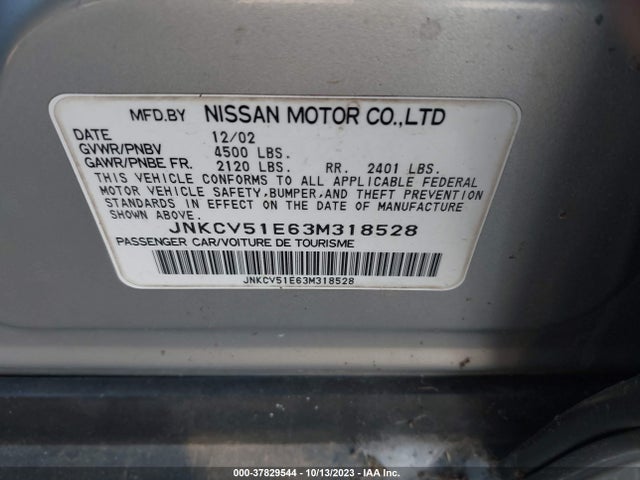 MFD.BY NISSAN MOTOR CO.,LTD
DATE 12/02
GVWR/PNBV 4500 LBS.
GAWR/PNBE FR. 2120 LBS. RR. 2401 LBS.
THIS VEHICLE CONFORMS TO ALL APPLICABLE FEDERAL
MOTOR VEHICLE SAFETY,BUMPER,AND THEFT PREVENTION
STANDARDS IN EFFECT ON THE DATE OF MANUFACTURE
SHOWN ABOVE.
JNKCV51E63M318528
PASSENGER CAR/VOITURE DE TOURISME
JNKCV51E63M318528
000-37829544 | 10/13/2023 | IAA Inc.